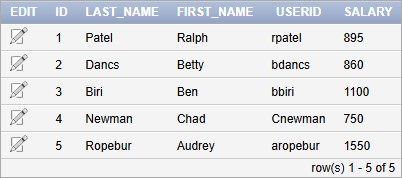 EDIT ID LAST_NAME FIRST_NAME USERID SALARY
1 Patel Ralph rpatel 895
2 Dancs Betty bdancs 860
3 Biri Ben bbiri 1100
4 Newman Chad Cnewman 750
5 Ropebur Audrey aropebur 1550
row(s) 1 - 5 of 5